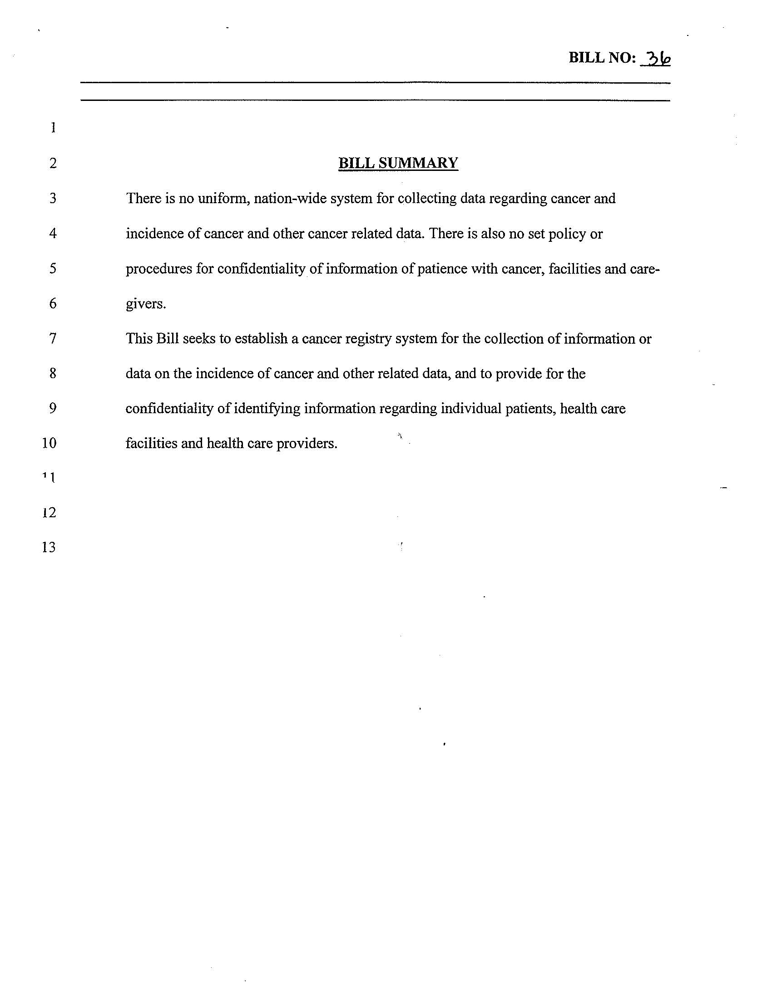 BILL NO: 36
1
2 BILL SUMMARY
3 There is no uniform, nation-wide system for collecting data regarding cancer and
4 incidence of cancer and other cancer related data. There is also no set policy or
5 procedures for confidentiality of information of patience with cancer, facilities and care-
6 givers.
7 This Bill seeks to establish a cancer registry system for the collection of information or
8 data on the incidence of cancer and other related data, and to provide for the
9 confidentiality of identifying information regarding individual patients, health care
10 facilities and health care providers.
11
12
13